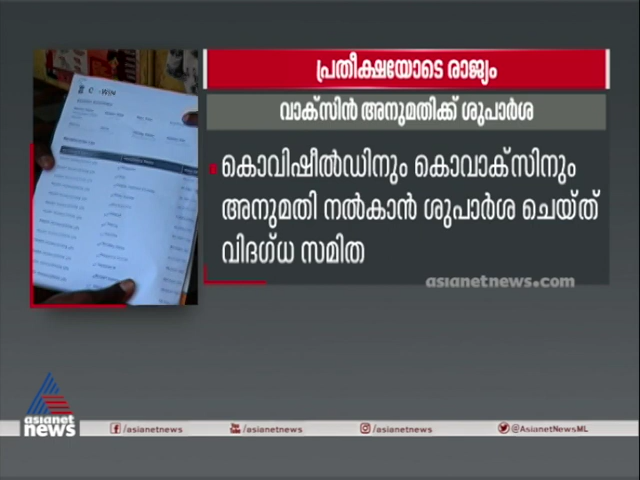 പ്രതീക്ഷയോടെ രാജ്യം
വാക്സിൻ അനുമതിക്ക് ശുപാർശ
കൊവിഷീൽഡിനും കൊവാക്സിനും
അനുമതി നൽകാൻ ശുപാർശ ചെയ്ത്
വിദഗ്ധ സമിത
asianetnews.com
asianet
news
/asianetnews
/asianetnews
/asianetnews
@AsianetNewsML